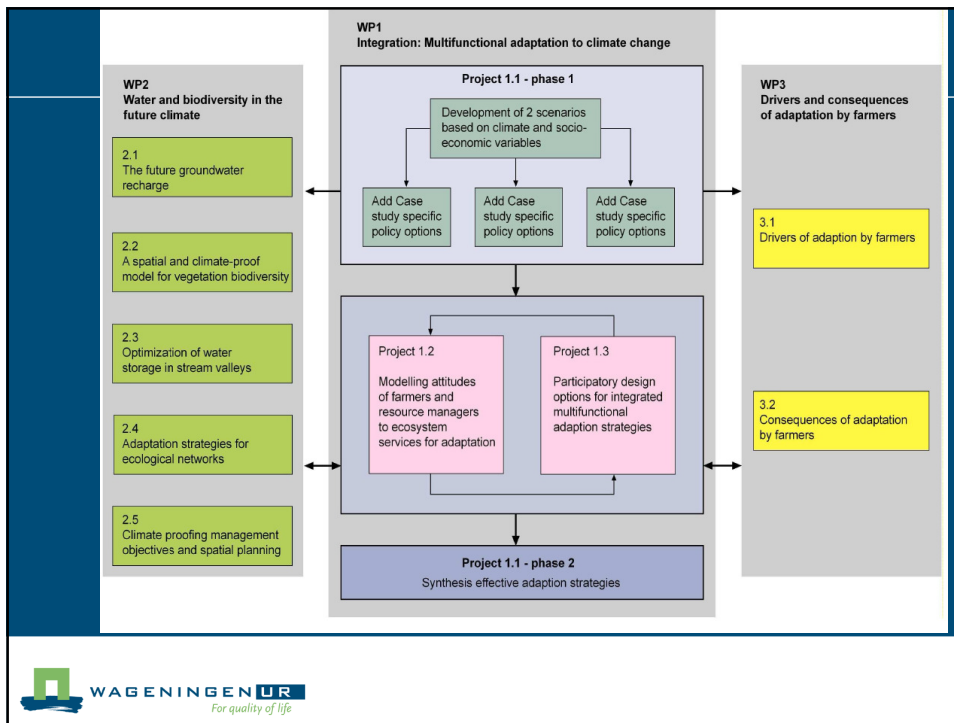 WP1
Integration: Multifunctional adaptation to climate change
WP2
Water and biodiversity in the
future climate
2.1
The future groundwater
recharge
2.2
A spatial and climate-proof
model for vegetation biodiversity
2.3
Optimization of water
storage in stream valleys
2.4
Adaptation strategies for
ecological networks
2.5
Climate proofing management
objectives and spatial planning
Project 1.1 - phase 1
Development of 2 scenarios
based on climate and socio-
economic variables
Add Case
study specific
policy options
Add Case
study specific
policy options
Add Case
study specific
policy options
Project 1.2
Modelling attitudes
of farmers and
resource managers
to ecosystem
services for adaptation
Project 1.3
Participatory design
options for integrated
multifunctional
adaption strategies
Project 1.1 - phase 2
Synthesis effective adaption strategies
WP3
Drivers and consequences
of adaptation by farmers
3.1
Drivers of adaption by farmers
3.2
Consequences of adaptation
by farmers
WAGENINGEN UR
For quality of life